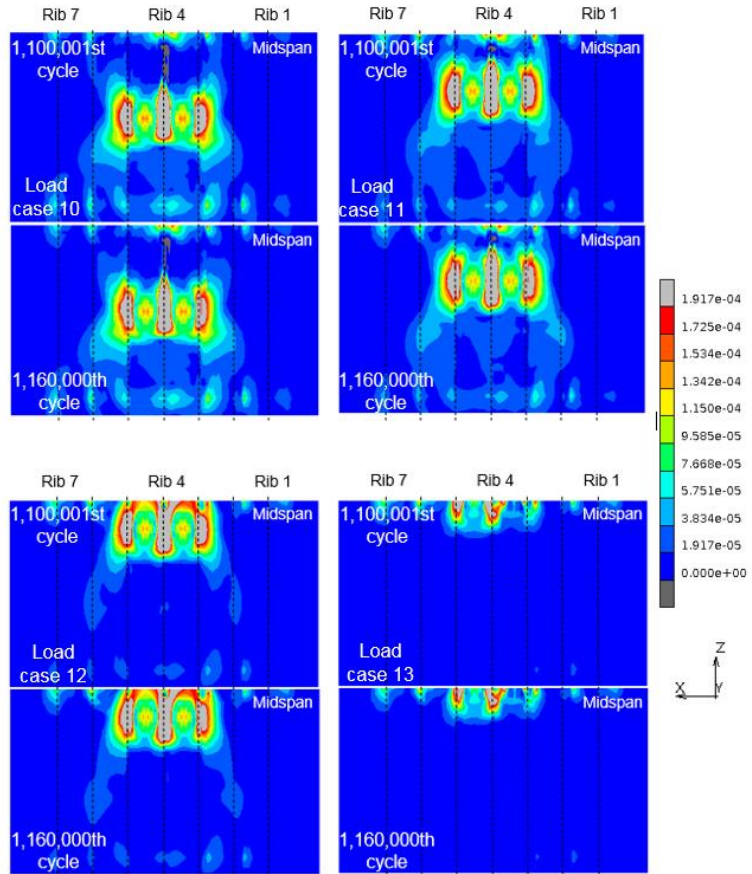 Rib 7 Rib 4 Rib 1 Rib 7 Rib 4 Rib 1
1,100,001st
cycle
Midspan
Load
case 10
1,100,001st
cycle
Midspan
Load
case 11
Midspan
1,160,000th
cycle
Midspan
1,160,000th
cycle
1.917e-04
1.725e-04
1.534e-04
1.342e-04
1.150e-04
9.585e-05
7.668e-05
5.751e-05
3.834e-05
1.917e-05
0.000e+00
Rib 7 Rib 4 Rib 1 Rib 7 Rib 4 Rib 1
1,100,001st
cycle
Midspan
Load
case 12
1,100,001st
cycle
Midspan
Load
case 13
Midspan
1,160,000th
cycle
Midspan
1,160,000th
cycle
Z
X Y